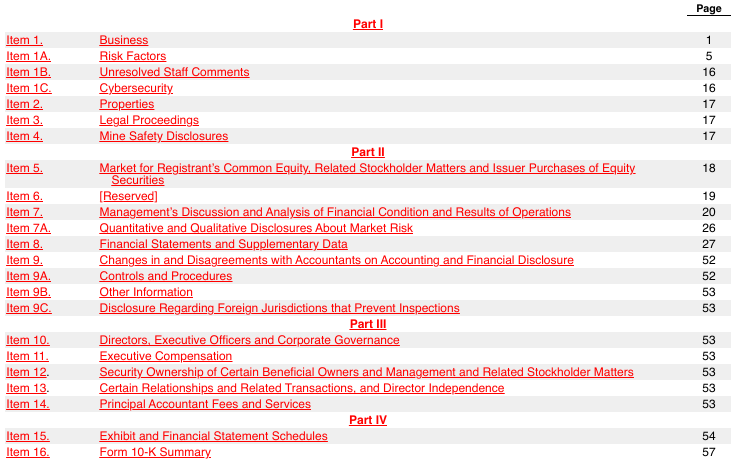 Page
Part I
Item 1. Business 1
Item 1A. Risk Factors 5
Item 1B. Unresolved Staff Comments 16
Item 1C. Cybersecurity 16
Item 2. Properties 17
Item 3. Legal Proceedings 17
Item 4. Mine Safety Disclosures 17
Part II
Item 5. Market for Registrant's Common Equity, Related Stockholder Matters and Issuer Purchases of Equity 18
Securities
Item 6. [Reserved] 19
Item 7. Management's Discussion and Analysis of Financial Condition and Results of Operations 20
Item 7A. Quantitative and Qualitative Disclosures About Market Risk 26
Item 8. Financial Statements and Supplementary Data 27
Item 9. Changes in and Disagreements with Accountants on Accounting and Financial Disclosure 52
Item 9A. Controls and Procedures 52
Item 9B. Other Information 53
Item 9C. Disclosure Regarding Foreign Jurisdictions that Prevent Inspections 53
Part III
Item 10. Directors, Executive Officers and Corporate Governance 53
Item 11. Executive Compensation 53
Item 12. Security Ownership of Certain Beneficial Owners and Management and Related Stockholder Matters 53
Item 13. Certain Relationships and Related Transactions, and Director Independence 53
Item 14. Principal Accountant Fees and Services 53
Part IV
Item 15. Exhibit and Financial Statement Schedules 54
Item 16. Form 10-K Summary 57